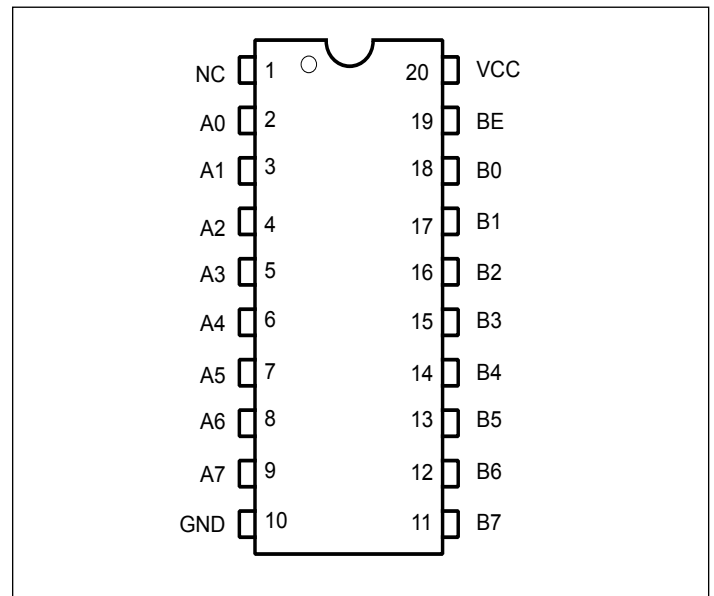 NC 1 20 VCC
A0 2 19 BE
A1 3 18 B0
A2 4 17 B1
A3 5 16 B2
A4 6 15 B3
A5 7 14 B4
A6 8 13 B5
A7 9 12 B6
GND 10 11 B7